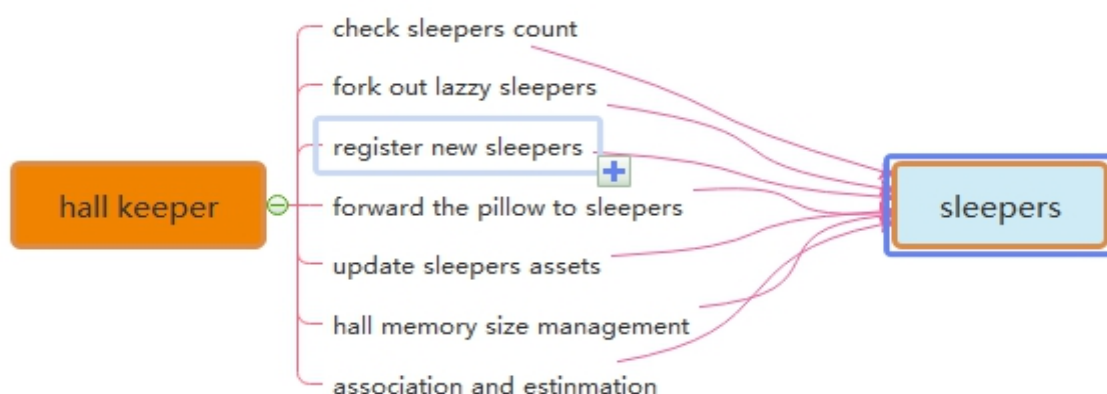 check sleepers count
fork out lazzy sleepers
register new sleepers
hall keeper
forward the pillow to sleepers
sleepers
update sleepers assets
hall memory size management
association and estinmation